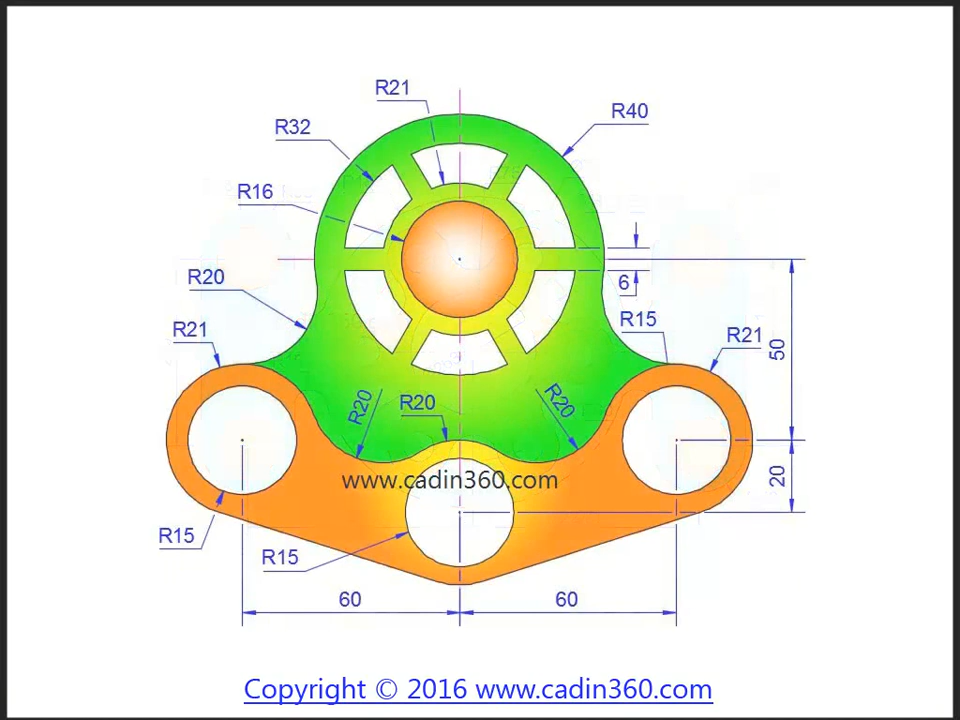 R21
R40
R32
R16
R20
6
R15
R21
R21
50
R20
R20
R20
www.cadin360.com
20
R15
R15
60
60
Copyright © 2016 www.cadin360.com